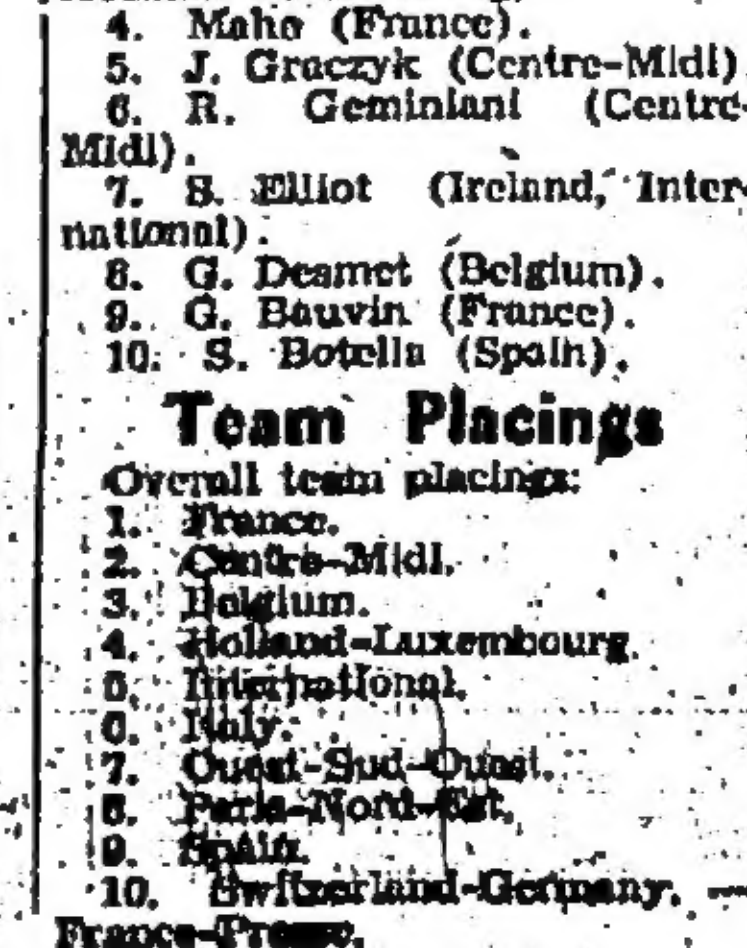 4. Mahe (France).
5. J. Graczyk (Centre-Midi).
6. R. Geminiani (Centre-
Midi).
7. S. Elliot (Ireland, Inter-
national).
8. G. Desmet (Belgium).
9. G. Bauvin (France).
10. S. Botella (Spain).
Team Placings
Overall team placings:
1. France.
2. Centre-Midi.
3. Belgium.
4. Holland-Luxembourg.
5. International.
6. Italy.
7. Ouest-Sud-Ouest.
8. Paris-Nord-Est.
9. Spain.
10. Switzerland-Germany. —
France-Presse.